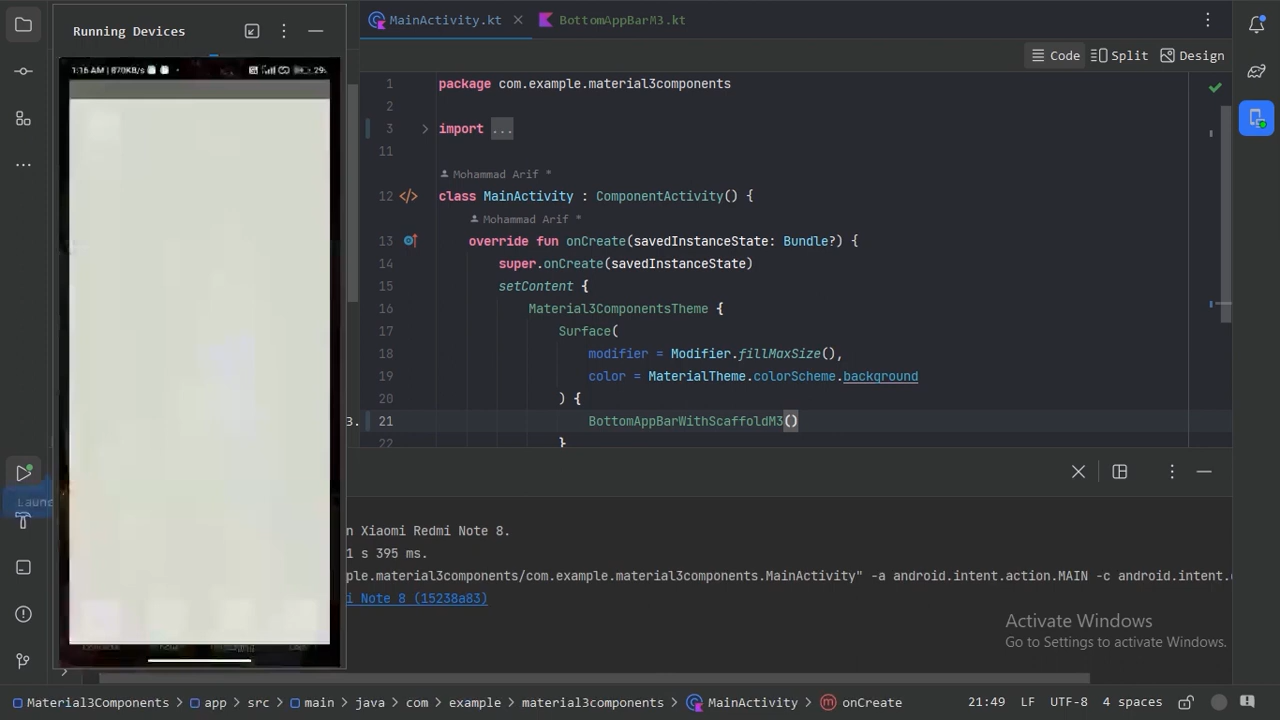 Running Devices
MainActivity.kt
BottomAppBarM3.kt
Code
Split
Design
1:16 AM | 870KB/s
29%
1 package com.example.material3components
2
3 import ...
11
Mohammad Arif *
12 class MainActivity : ComponentActivity() {
Mohammad Arif *
13 override fun onCreate(savedInstanceState: Bundle?) {
14 super.onCreate(savedInstanceState)
15 setContent {
16 Material3ComponentsTheme {
17 Surface(
18 modifier = Modifier.fillMaxSize(),
19 color = MaterialTheme.colorScheme.background
20 ) {
3. 21 BottomAppBarWithScaffoldM3()
22 }
Launc
n Xiaomi Redmi Note 8.
1 s 395 ms.
ple.material3components/com.example.material3components.MainActivity" -a android.intent.action.MAIN -c android.intent.c
i Note 8 (15238a83)
Activate Windows
Go to Settings to activate Windows.
Material3Components > app > src > main > java > com > example > material3components > MainActivity > onCreate
21:49 LF UTF-8 4 spaces